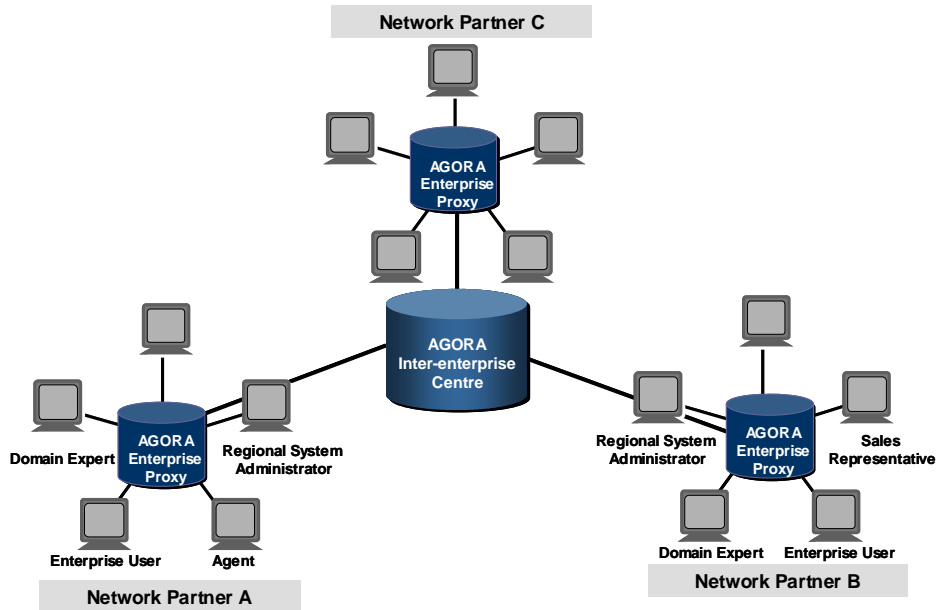 Network Partner C
AGORA
Enterprise
Proxy
AGORA
Inter-enterprise
Centre
Domain Expert
AGORA
Enterprise
Proxy
Regional System
Administrator
Enterprise User
Agent
Network Partner A
Regional System
Administrator
AGORA
Enterprise
Proxy
Sales
Representative
Domain Expert
Enterprise User
Network Partner B